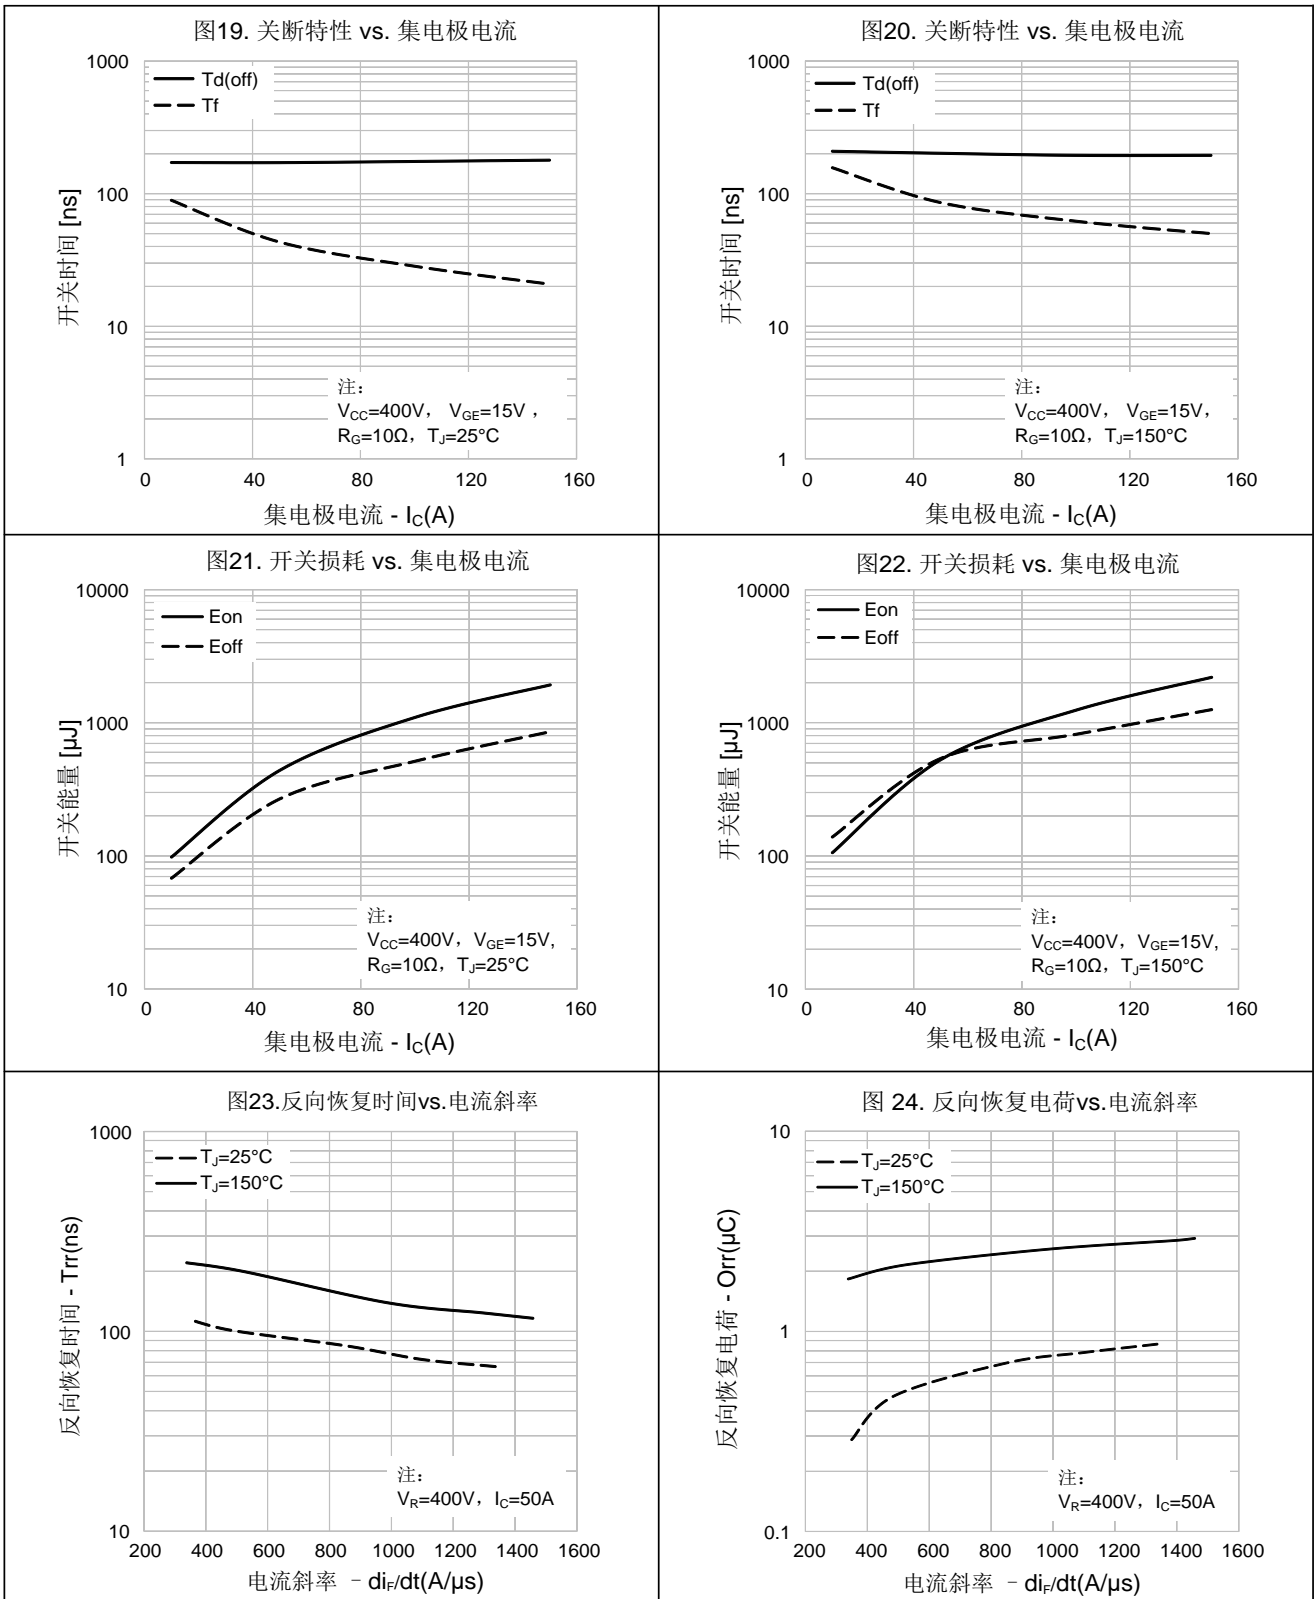 图19. 关断特性 vs. 集电极电流
1000
100
10
1
Td(off)
Tf
开关时间 [ns]
注：
VCC=400V， VGE=15V ，
RG=10Ω，TJ=25°C
0 40 80 120 160
集电极电流 - IC(A)
图20. 关断特性 vs. 集电极电流
1000
100
10
1
Td(off)
Tf
开关时间 [ns]
注：
VCC=400V， VGE=15V，
RG=10Ω，TJ=150°C
0 40 80 120 160
集电极电流 - IC(A)
图21. 开关损耗 vs. 集电极电流
10000
1000
100
10
Eon
Eoff
开关能量 [µJ]
注：
VCC=400V，VGE=15V,
RG=10Ω，TJ=25°C
0 40 80 120 160
集电极电流 - IC(A)
图22. 开关损耗 vs. 集电极电流
10000
1000
100
10
Eon
Eoff
开关能量 [µJ]
注：
VCC=400V，VGE=15V,
RG=10Ω，TJ=150°C
0 40 80 120 160
集电极电流 - IC(A)
图23.反向恢复时间vs.电流斜率
1000
100
10
TJ=25°C
TJ=150°C
反向恢复时间 - Trr(ns)
注：
VR=400V，IC=50A
200 400 600 800 1000 1200 1400 1600
电流斜率 －diF/dt(A/µs)
图 24. 反向恢复电荷vs.电流斜率
10
1
0.1
TJ=25°C
TJ=150°C
反向恢复电荷 - Orr(µC)
注：
VR=400V，IC=50A
200 400 600 800 1000 1200 1400 1600
电流斜率 －diF/dt(A/µs)